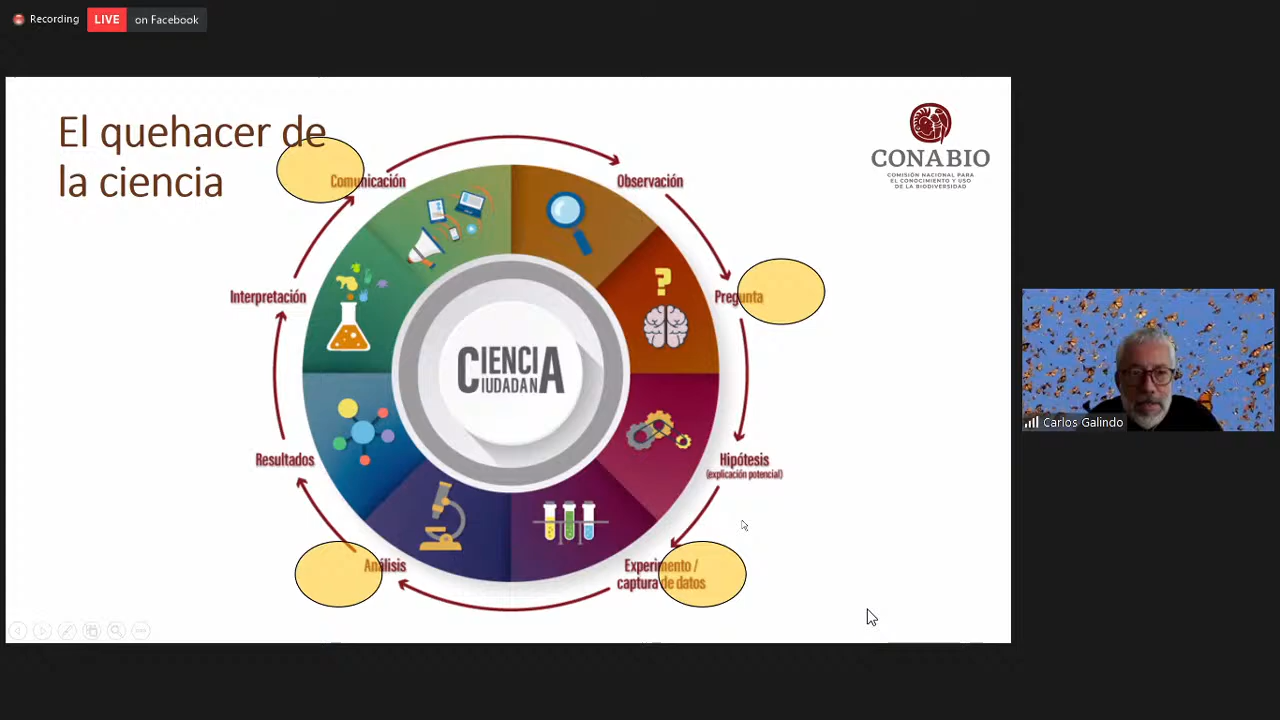 Recording
LIVE
on Facebook
El quehacer de
la ciencia
CONABIO
COMISIÓN NACIONAL PARA
EL CONOCIMIENTO Y USO
DE LA BIODIVERSIDAD
Comunicación
Observación
Interpretación
?
Pregunta
CIENCIA
CIUDADANA
Resultados
Hipótesis
(explicación potencial)
Análisis
Experimento /
captura de datos
Carlos Galindo